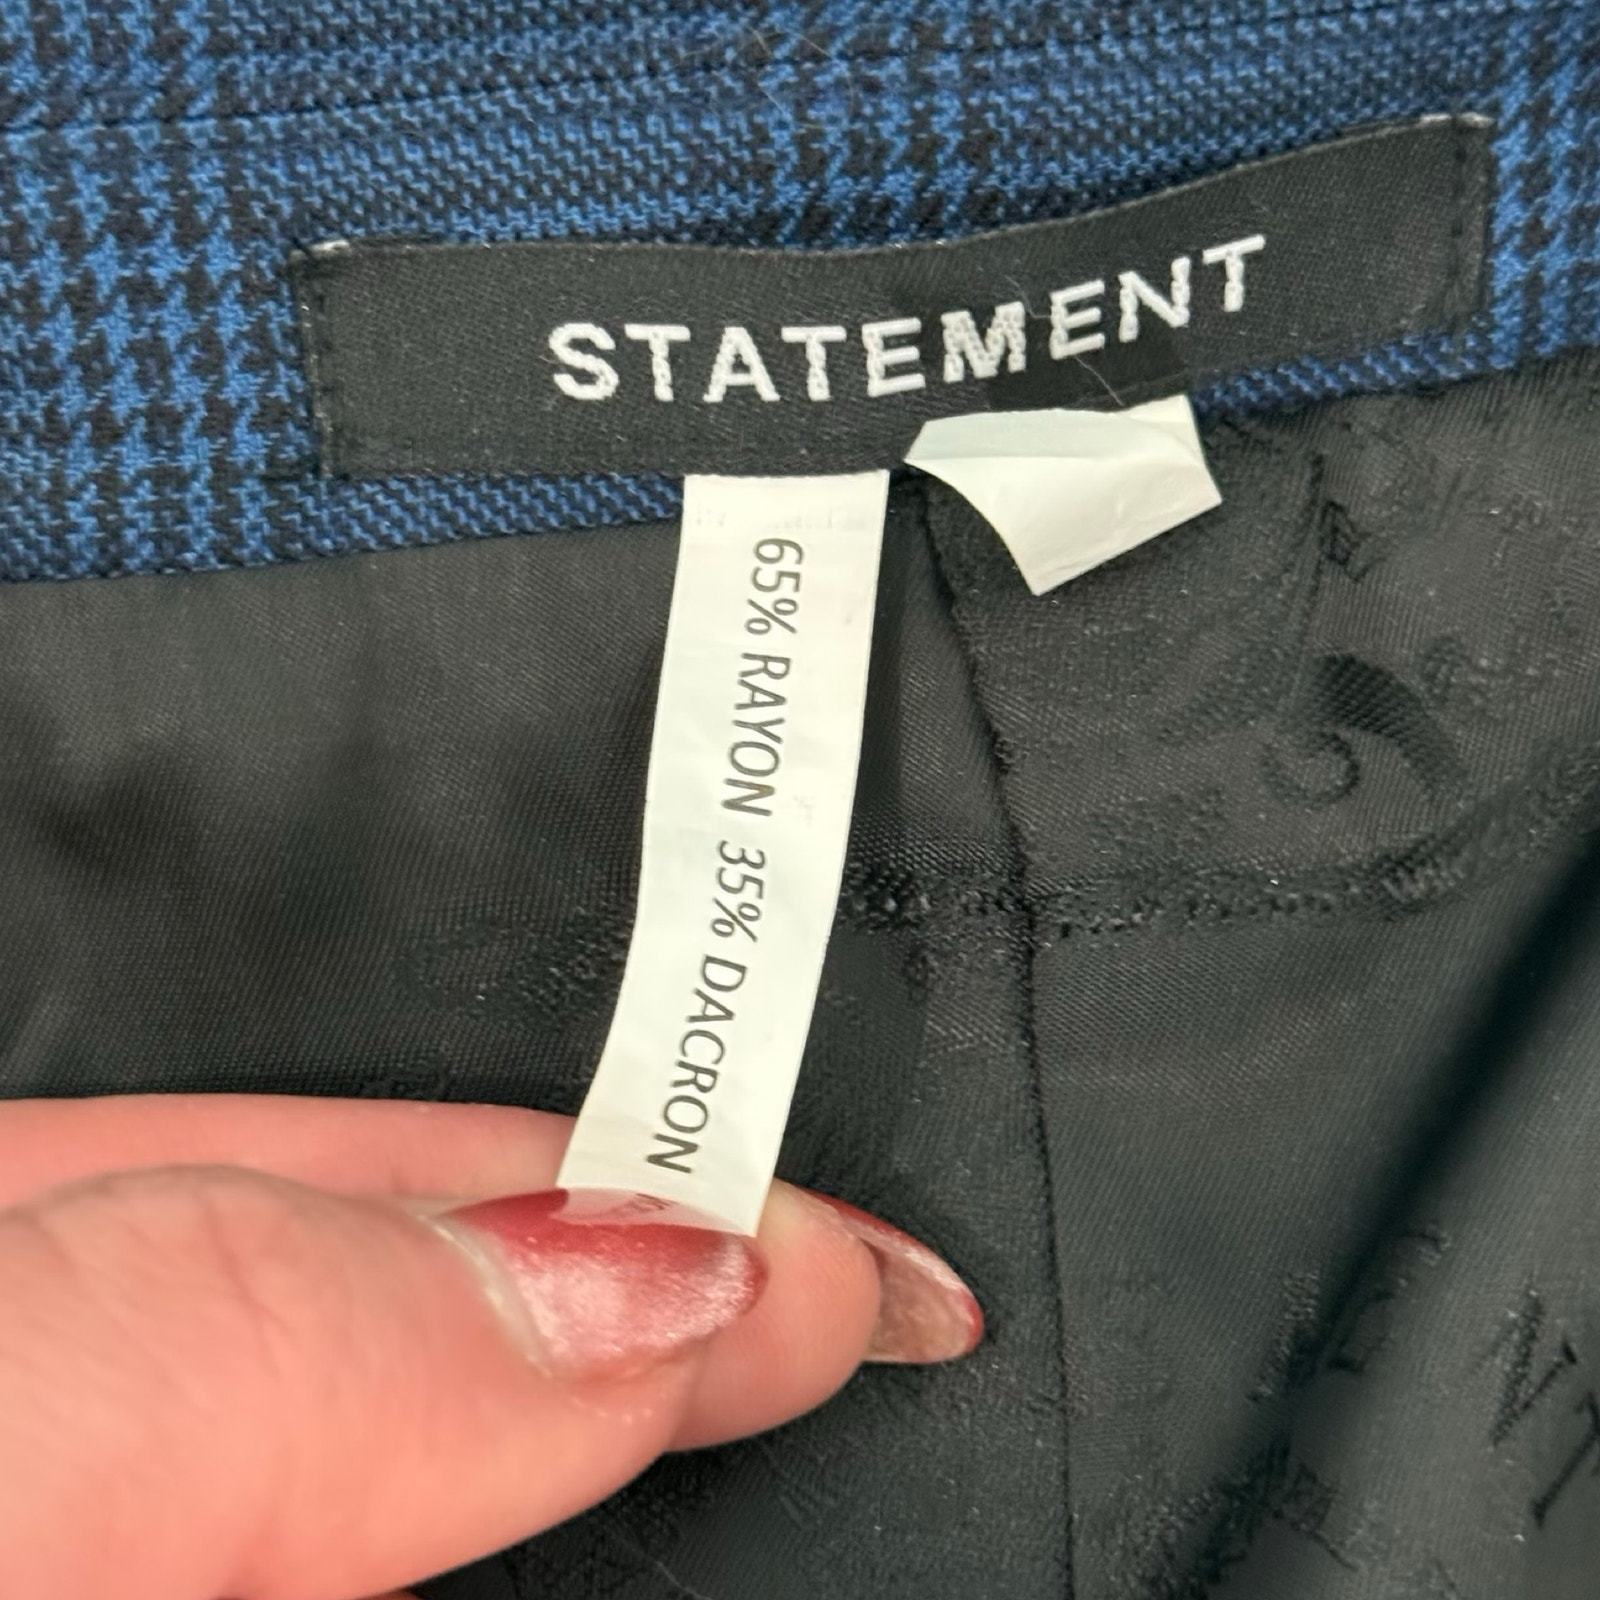 STATEMENT
65% RAYON 35% DACRON